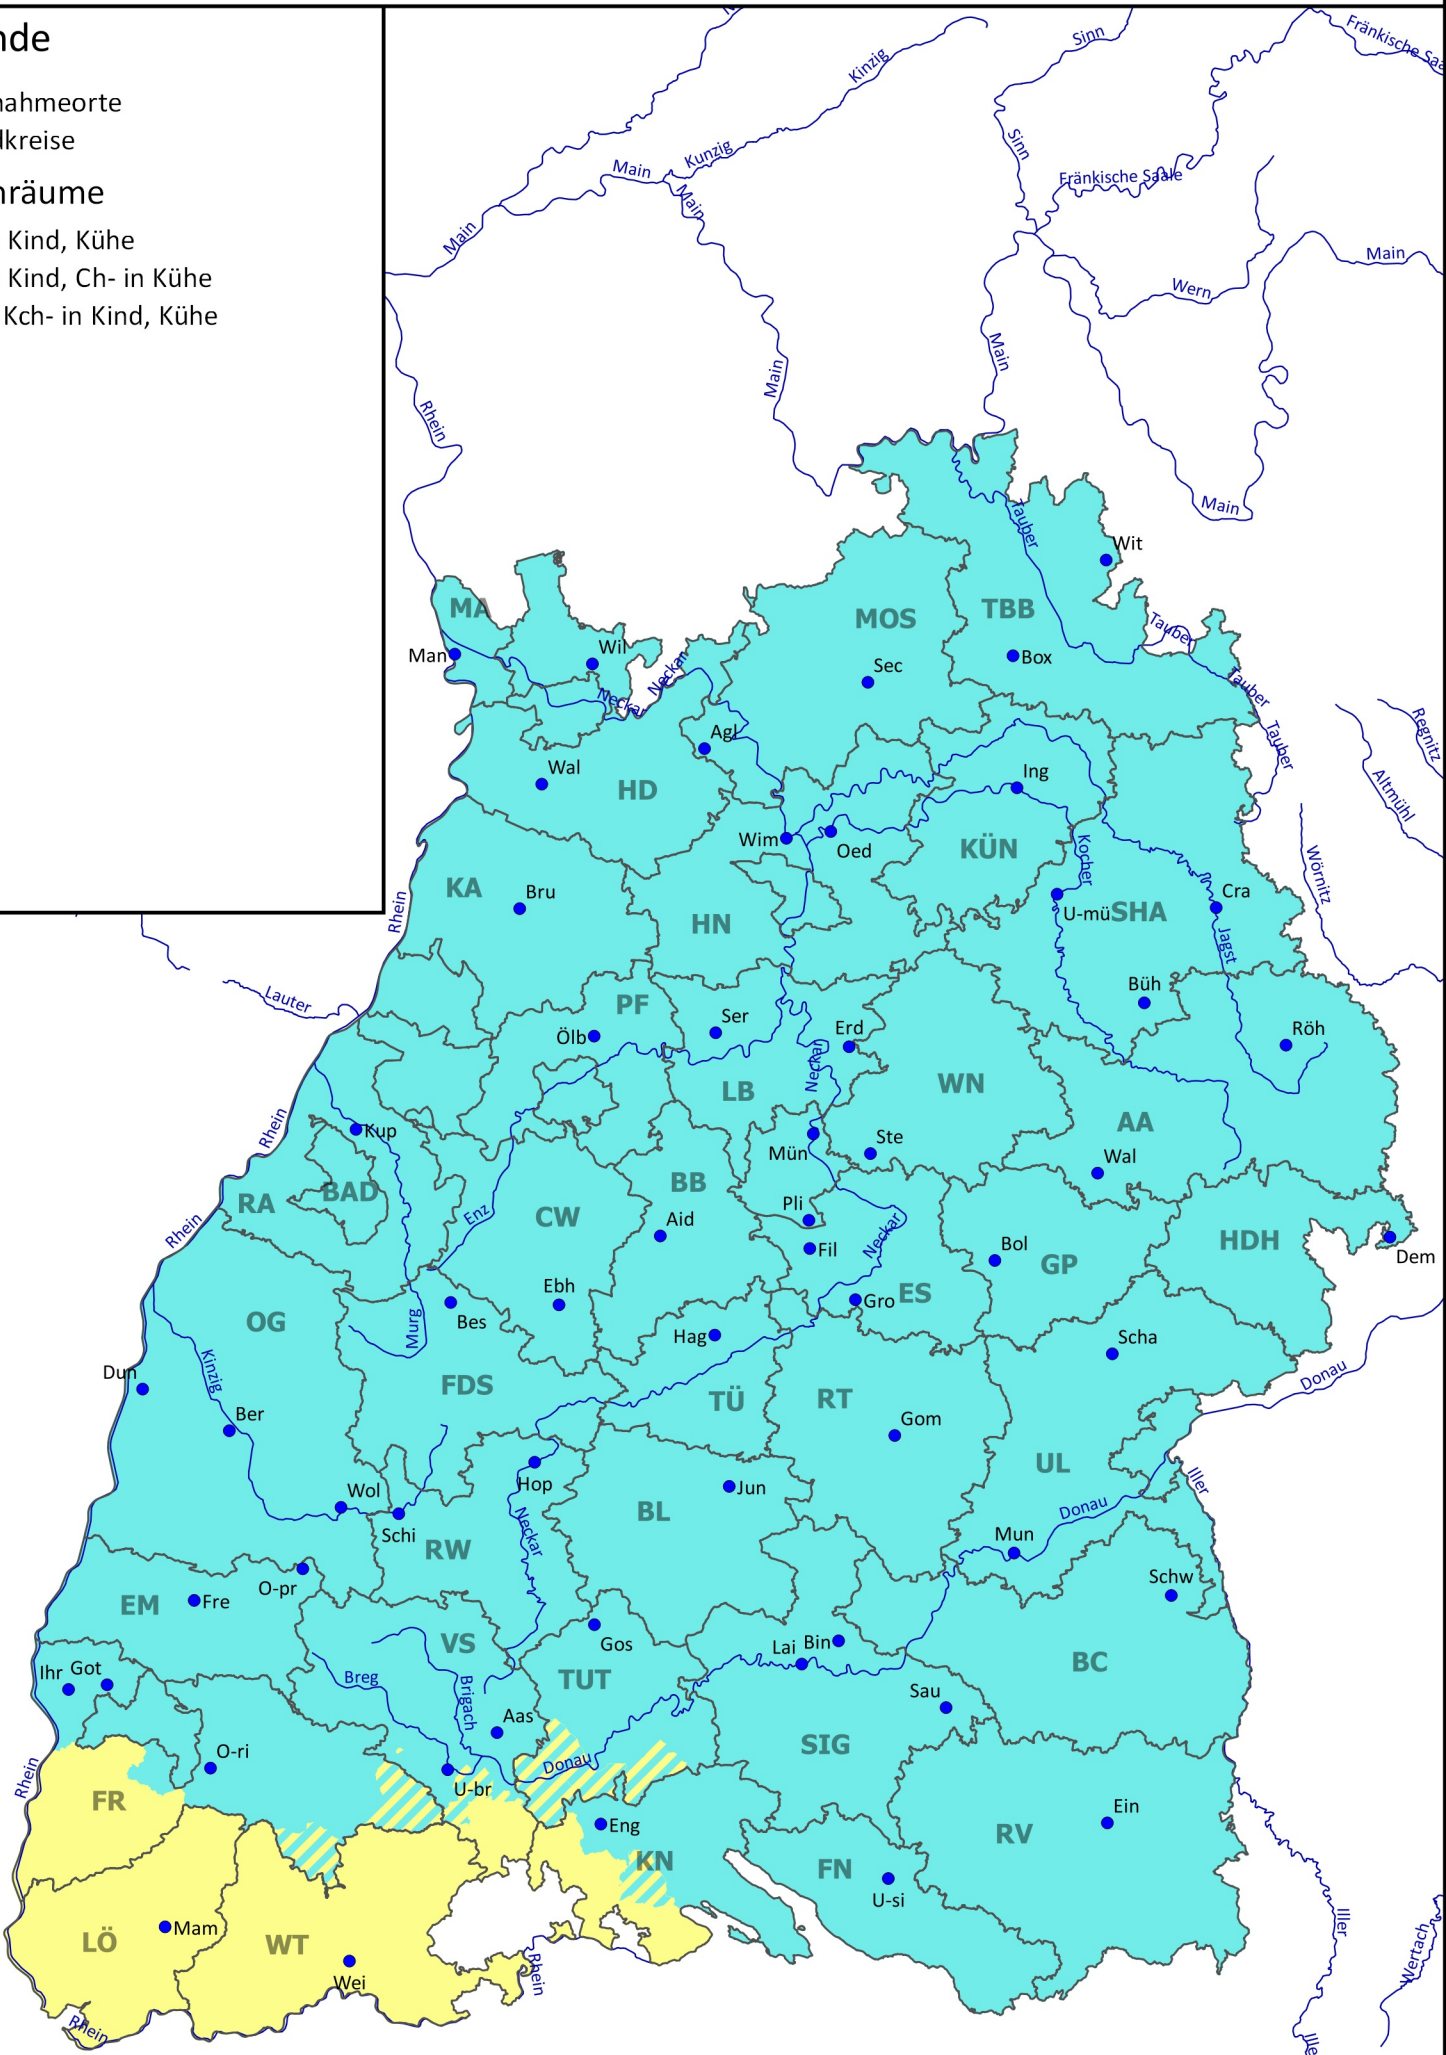 nde
nahmeorte
dkreise
nräume
Kind, Kühe
Kind, Ch- in Kühe
Kch- in Kind, Kühe
Kinzig
Sinn
Fränkische Saa
Sinn
Main
Kunzig
Main
Fränkische Saale
Main
Main
Wern
Main
Main
Rhein
Main
Tauber
Wit
MA
MOS
TBB
Tauber
Man
Wil
Sec
Box
Neckar
Neckar
Tauber
Regnitz
Agl
Tauber
Wal
HD
Ing
Altmühl
Wim
Oed
KÜN
Kocher
Wörnitz
KA
Bru
Rhein
HN
U-mü
SHA
Cra
Jagst
Lauter
PF
Büh
Ölb
Ser
Erd
Röh
Neckar
LB
WN
Rhein
Kup
AA
Mün
Ste
Wal
RA
BAD
BB
Pli
Rhein
Enz
CW
Aid
Fil
Neckar
Bol
GP
HDH
Dem
OG
Ebh
Bes
Murg
Gro
ES
Hag
Scha
Dun
Kinzig
FDS
TÜ
RT
Donau
Ber
Gom
UL
Hop
Jun
Iller
Wol
Schi
BL
Donau
Neckar
Mun
RW
O-pr
Schw
EM
Fre
VS
Gos
Lai
Bin
BC
Ihr
Got
Breg
Brigach
TUT
Sau
Aas
SIG
O-ri
Donau
Rhein
U-br
FR
Eng
Ein
RV
KN
FN
U-si
LÖ
Mam
WT
Iller
Wei
Rhein
Wertach
Rhein
Ille